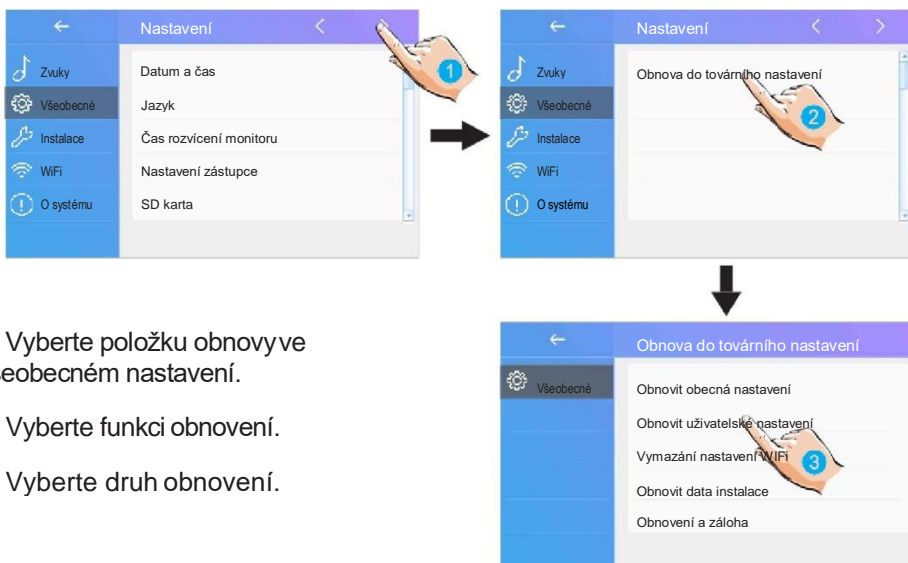 Nastavení
Zvuky
Všeobecné
Instalace
WiFi
O systému
Datum a čas
Jazyk
Čas rozvícení monitoru
Nastavení zástupce
SD karta
1
Nastavení
Zvuky
Všeobecné
Instalace
WiFi
O systému
Obnova do továrního nastavení
2
Vyberte položku obnovy ve
šeobecném nastavení.
Vyberte funkci obnovení.
Vyberte druh obnovení.
Obnova do továrního nastavení
Všeobecné
Obnovit obecná nastavení
Obnovit uživatelské nastavení
Vymazání nastavení WIFi
Obnovit data instalace
Obnovení a záloha
3